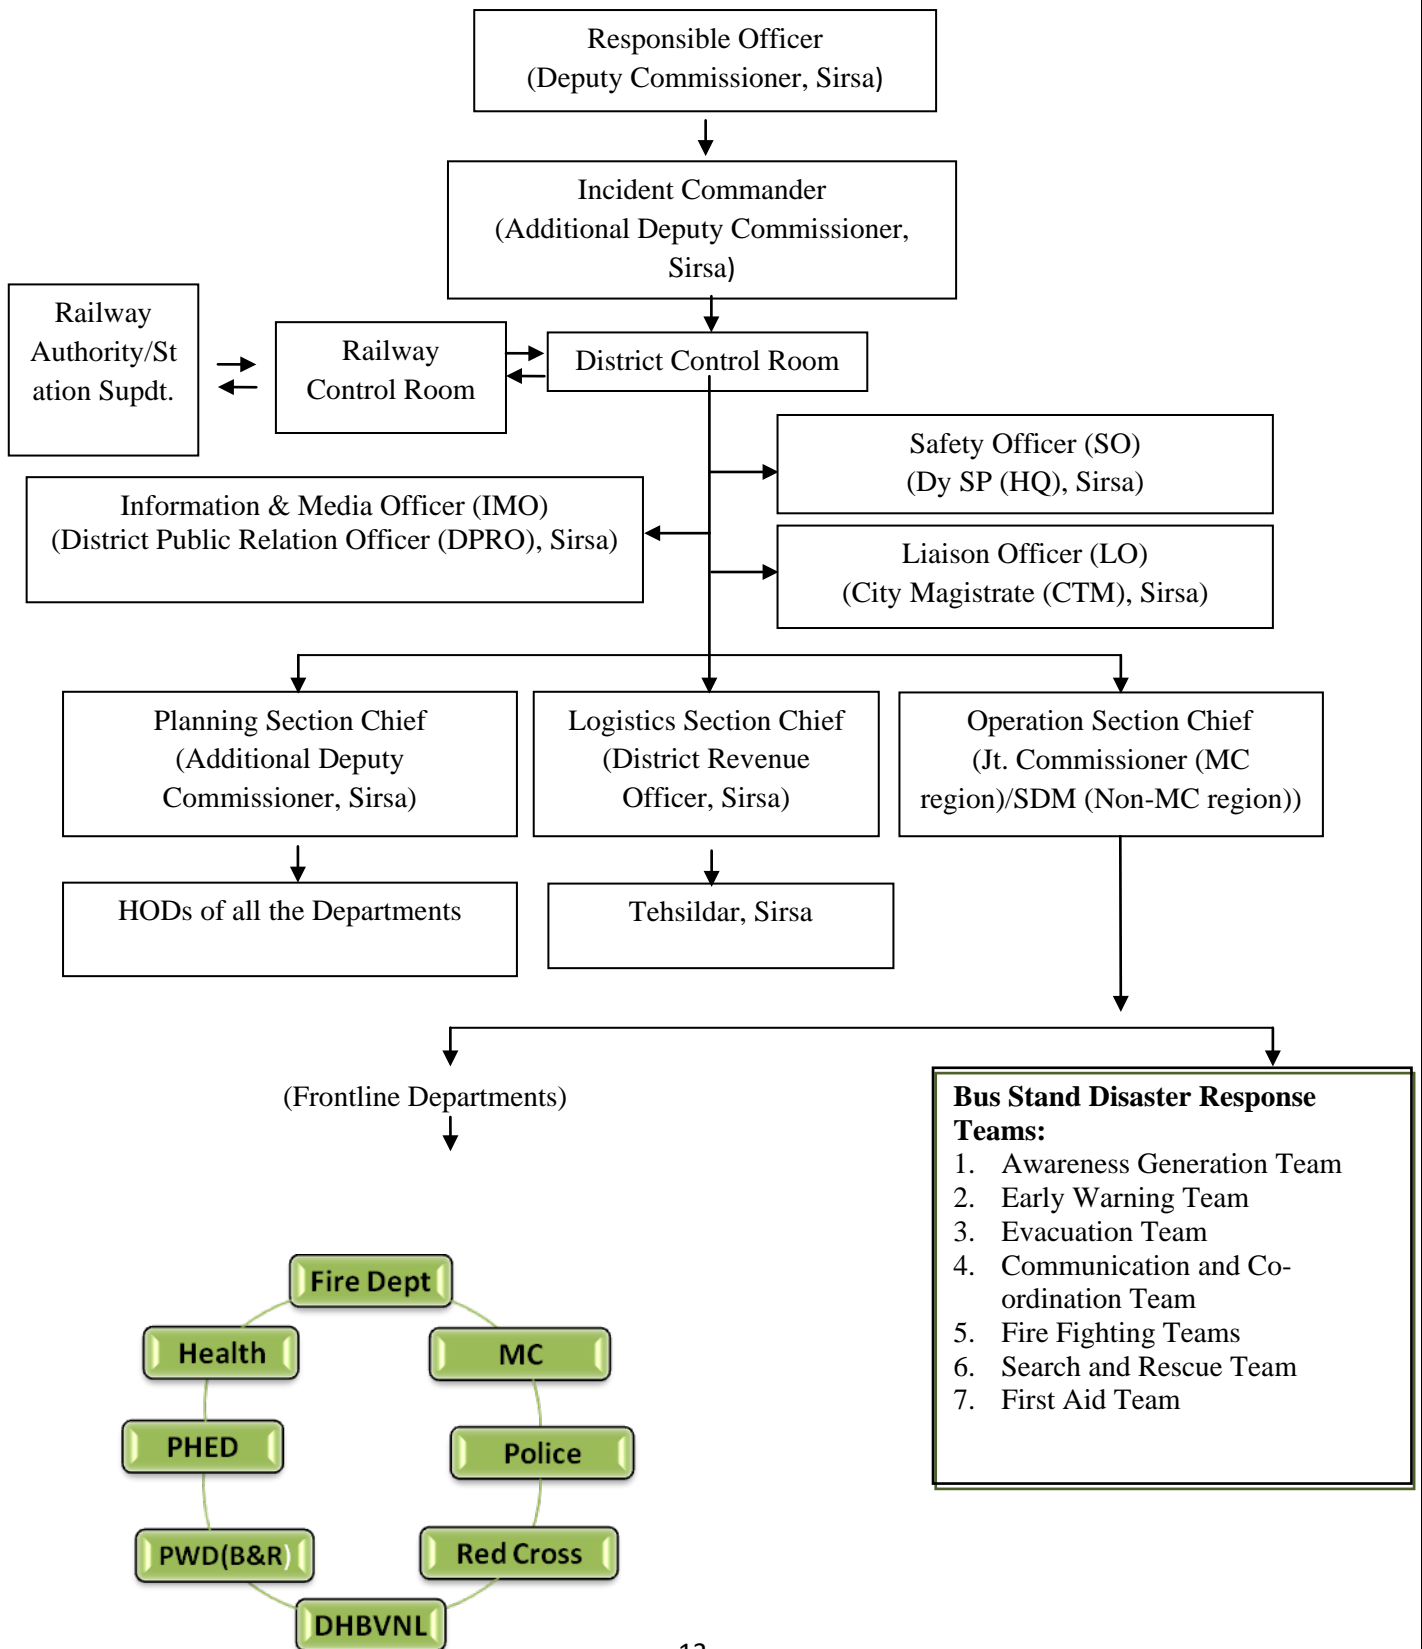 Responsible Officer
(Deputy Commissioner, Sirsa)
Incident Commander
(Additional Deputy Commissioner,
Sirsa)
Railway
Authority/St
ation Supdt.
Railway
Control Room
District Control Room
Safety Officer (SO)
(Dy SP (HQ), Sirsa)
Information & Media Officer (IMO)
(District Public Relation Officer (DPRO), Sirsa)
Liaison Officer (LO)
(City Magistrate (CTM), Sirsa)
Planning Section Chief
(Additional Deputy
Commissioner, Sirsa)
Logistics Section Chief
(District Revenue
Officer, Sirsa)
Operation Section Chief
(Jt. Commissioner (MC
region)/SDM (Non-MC region))
HODs of all the Departments
Tehsildar, Sirsa
(Frontline Departments)
Bus Stand Disaster Response
Teams:
1. Awareness Generation Team
2. Early Warning Team
3. Evacuation Team
4. Communication and Co-
ordination Team
5. Fire Fighting Teams
6. Search and Rescue Team
7. First Aid Team
Fire Dept
Health
MC
PHED
Police
PWD(B&R)
Red Cross
DHBVNL